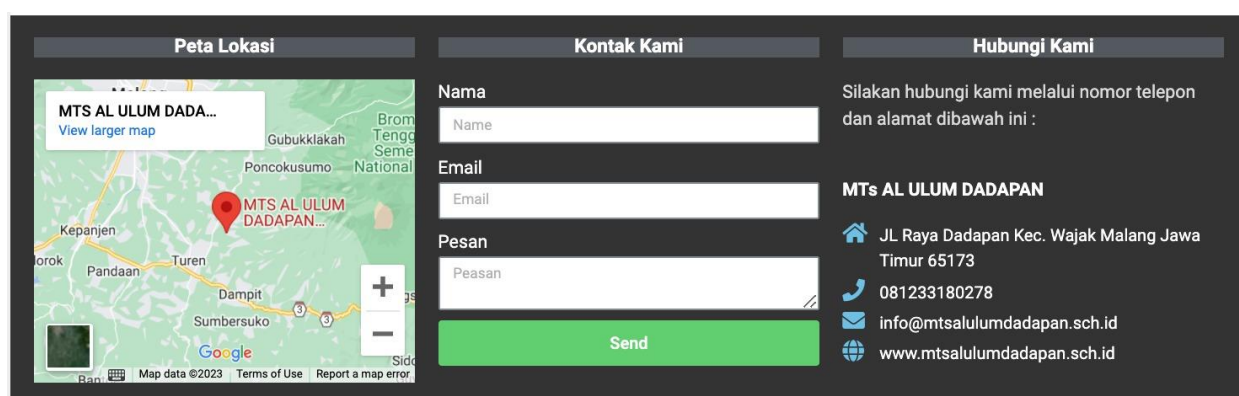 Peta Lokasi
MTS AL ULUM DADA...
View larger map
Gubukklakah
Poncokusumo
National
MTS AL ULUM
DADAPAN...
Kepanjen
Pandaan
Turen
Dampit
3
3
Sumbersuko
Google
Map data ©2023 Terms of Use Report a map error
Kontak Kami
Nama
Name
Email
Email
Pesan
Peasan
Send
Hubungi Kami
Silakan hubungi kami melalui nomor telepon
dan alamat dibawah ini :
MTs AL ULUM DADAPAN
JL Raya Dadapan Kec. Wajak Malang Jawa
Timur 65173
081233180278
info@mtsalulumdadapan.sch.id
www.mtsalulumdadapan.sch.id